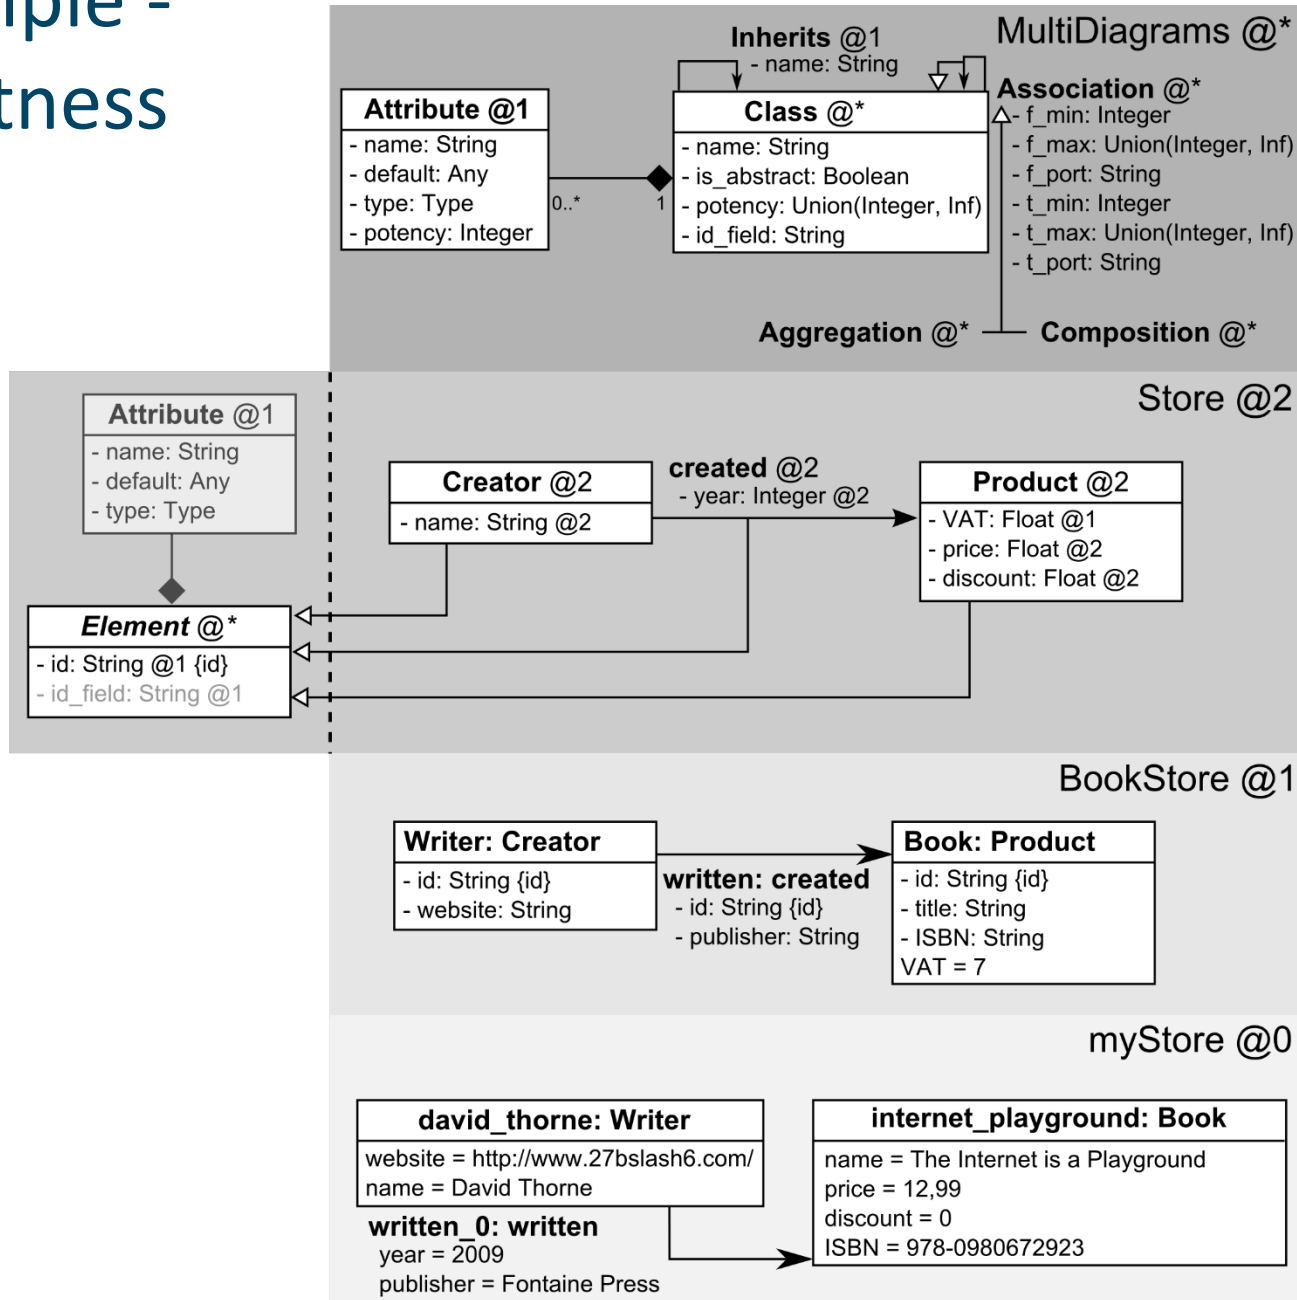 MultiDiagrams @*
Inherits @1
- name: String
Attribute @1
- name: String
- default: Any
- type: Type
- potency: Integer
0..*
1
Class @*
- name: String
- is_abstract: Boolean
- potency: Union(Integer, Inf)
- id_field: String
Association @*
- f_min: Integer
- f_max: Union(Integer, Inf)
- f_port: String
- t_min: Integer
- t_max: Union(Integer, Inf)
- t_port: String
Aggregation @*
Composition @*
Store @2
Attribute @1
- name: String
- default: Any
- type: Type
Element @*
- id: String @1 {id}
- id_field: String @1
Creator @2
- name: String @2
created @2
- year: Integer @2
Product @2
- VAT: Float @1
- price: Float @2
- discount: Float @2
BookStore @1
Writer: Creator
- id: String {id}
- website: String
written: created
- id: String {id}
- publisher: String
Book: Product
- id: String {id}
- title: String
- ISBN: String
VAT = 7
myStore @0
david_thorne: Writer
website = http://www.27bslash6.com/
name = David Thorne
written_0: written
year = 2009
publisher = Fontaine Press
internet_playground: Book
name = The Internet is a Playground
price = 12,99
discount = 0
ISBN = 978-0980672923